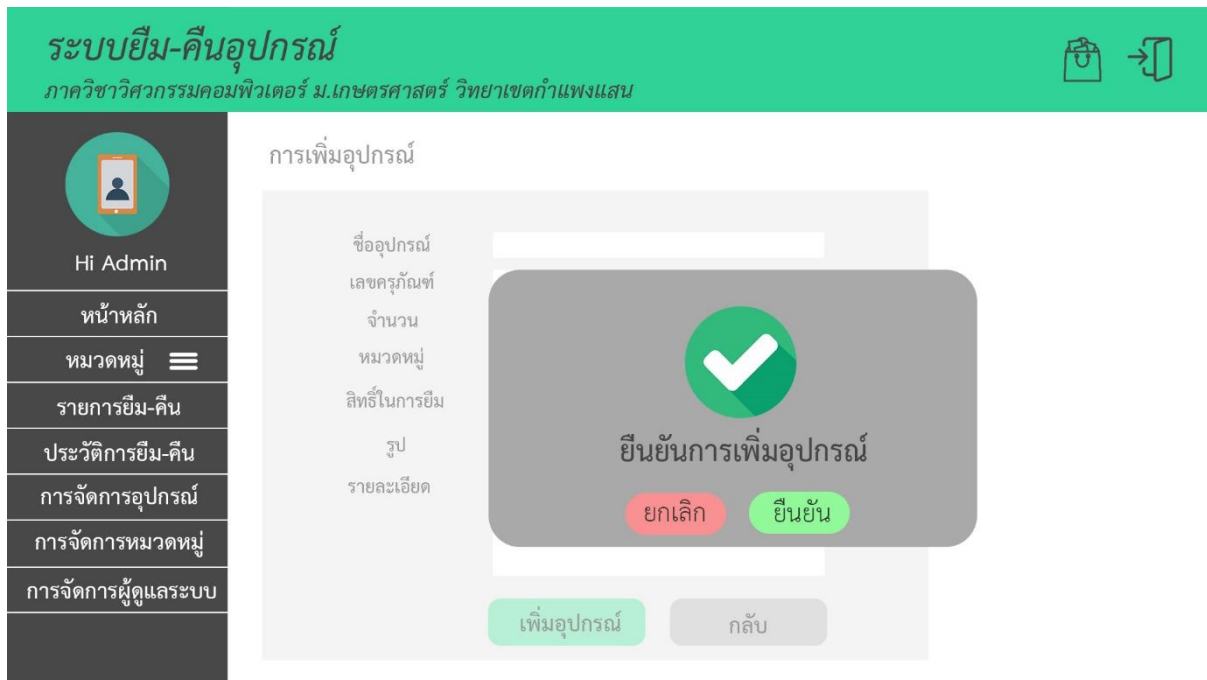 ระบบยืม-คืนอุปกรณ์
ภาควิชาวิศวกรรมคอมพิวเตอร์ ม.เกษตรศาสตร์ วิทยาเขตกำแพงแสน
Hi Admin
หน้าหลัก
หมวดหมู่
รายการยืม-คืน
ประวัติการยืม-คืน
การจัดการอุปกรณ์
การจัดการหมวดหมู่
การจัดการผู้ดูแลระบบ
การเพิ่มอุปกรณ์
ชื่ออุปกรณ์
เลขครุภัณฑ์
จำนวน
หมวดหมู่
สิทธิ์ในการยืม
รูป
รายละเอียด
ยืนยันการเพิ่มอุปกรณ์
ยกเลิก ยืนยัน
เพิ่มอุปกรณ์ กลับ